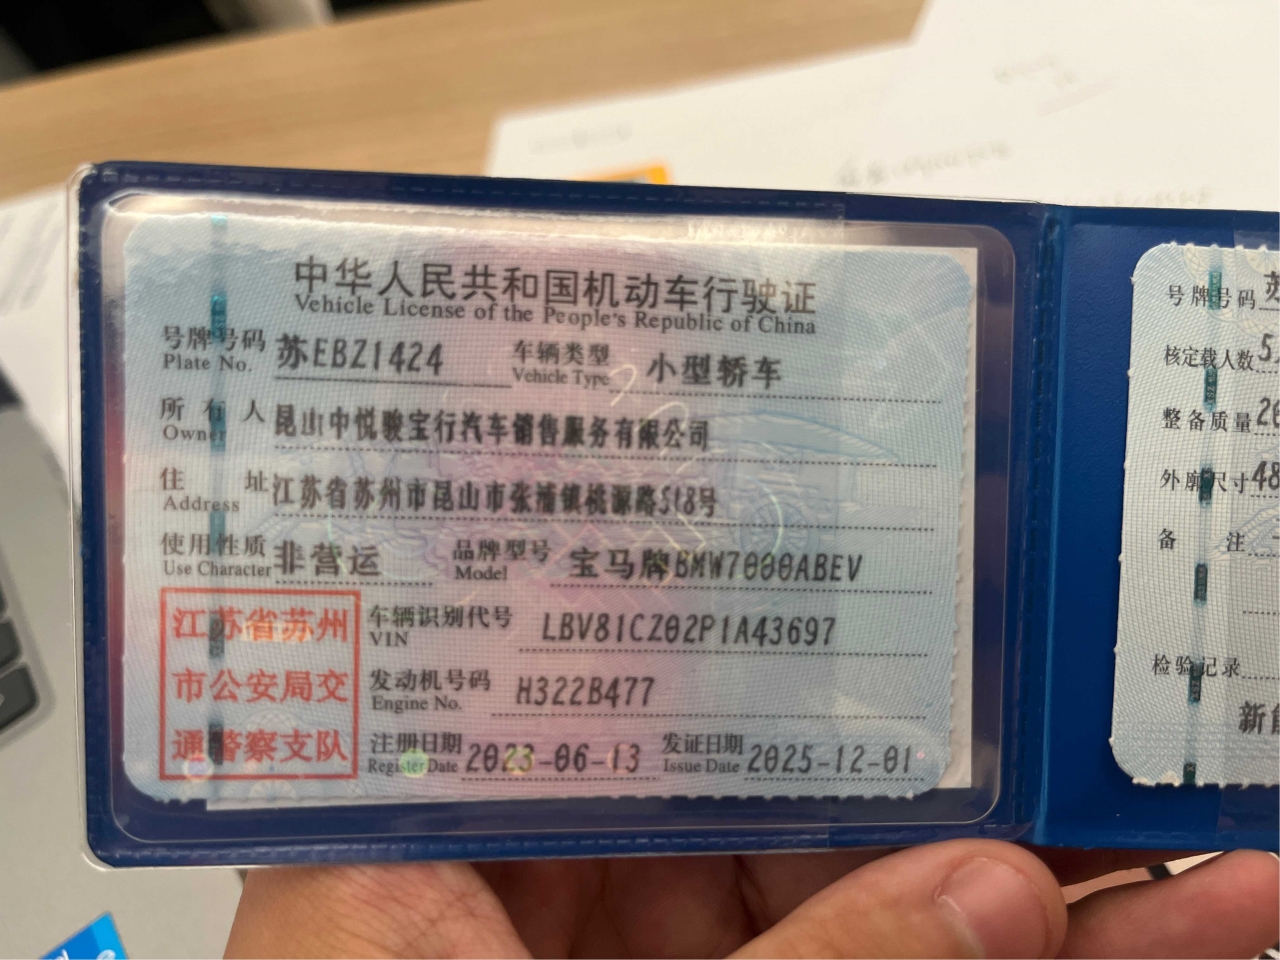 中华人民共和国机动车行驶证
Vehicle License of the People's Republic of China
号牌号码 苏EBZ1424 车辆类型 小型轿车
Plate No. Vehicle Type
所有人 昆山中悦骏宝行汽车销售服务有限公司
Owner
住址 江苏省苏州市昆山市张浦镇桃源路518号
Address
使用性质 非营运 品牌型号 宝马牌BMW7000ABEV
Use Character Model
江苏省苏州
市公安局交
通警察支队
车辆识别代号 LBV81CZ02P1A43697
VIN
发动机号码 H322B477
Engine No.
注册日期 2023-06-13 发证日期 2025-12-01
Register Date Issue Date
号牌号码 苏
核定载人数 5
整备质量 20
外廓尺寸 48
备注
检验记录
新